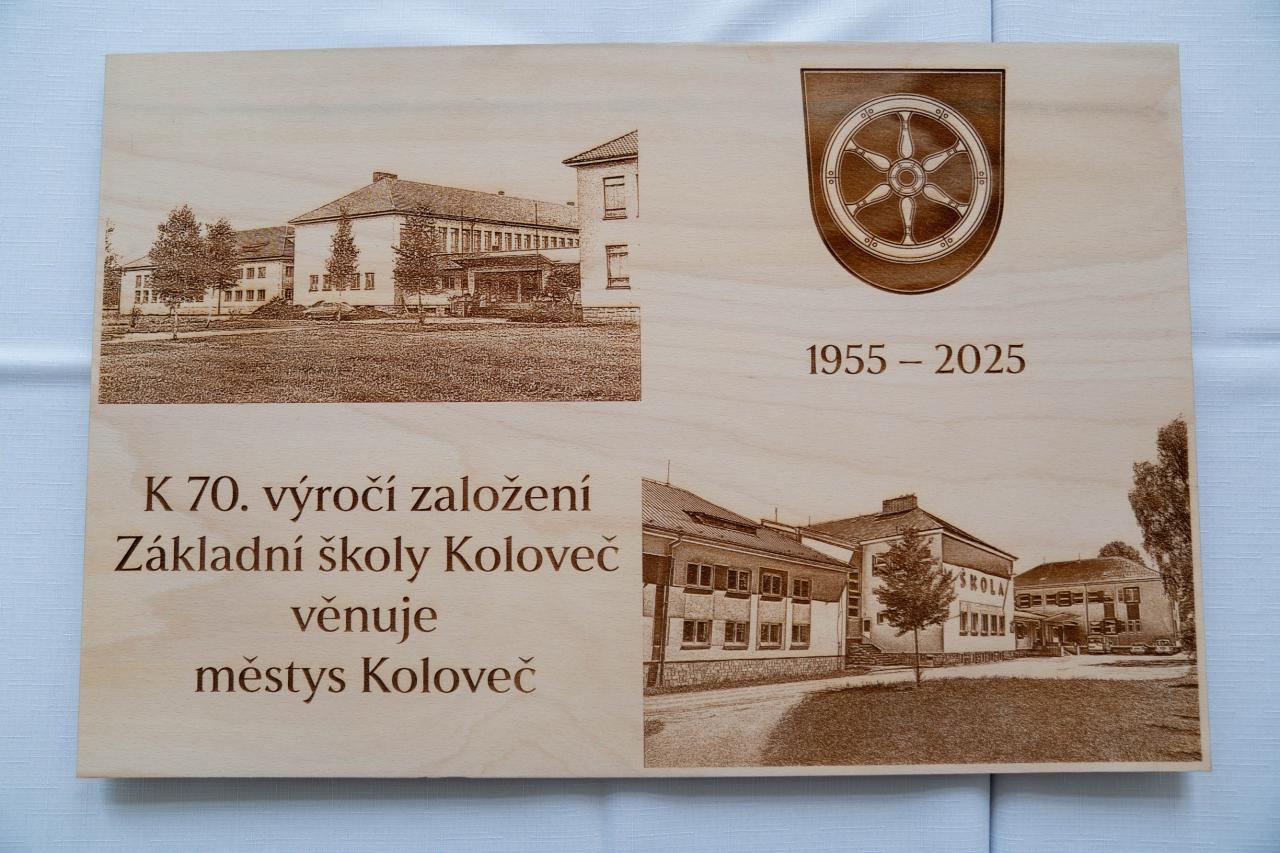 1955 – 2025
K 70. výročí založení
Základní školy Koloveč
věnuje
městys Koloveč
ŠKOLA